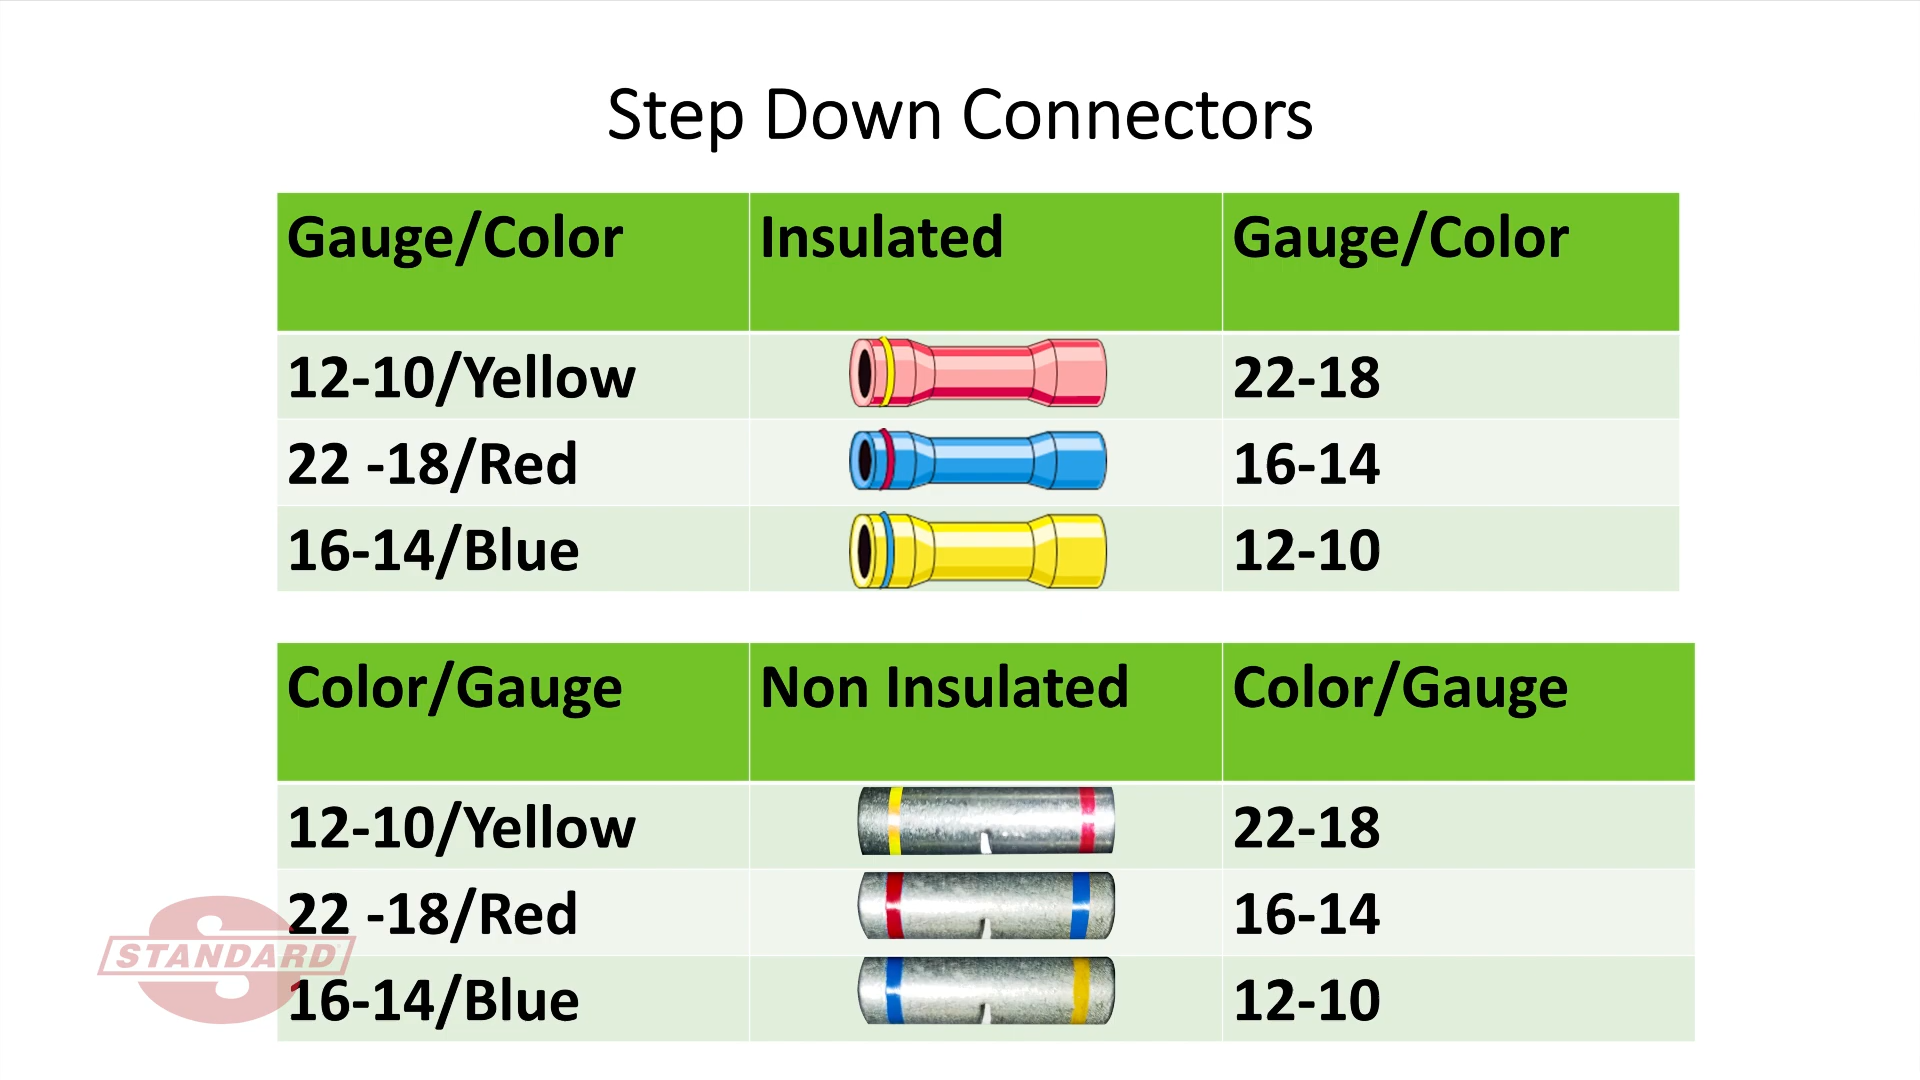 Step Down Connectors
Gauge/Color Insulated Gauge/Color
12-10/Yellow 22-18
22 -18/Red 16-14
16-14/Blue 12-10
Color/Gauge Non Insulated Color/Gauge
12-10/Yellow 22-18
22 -18/Red 16-14
STANDARD
16-14/Blue 12-10